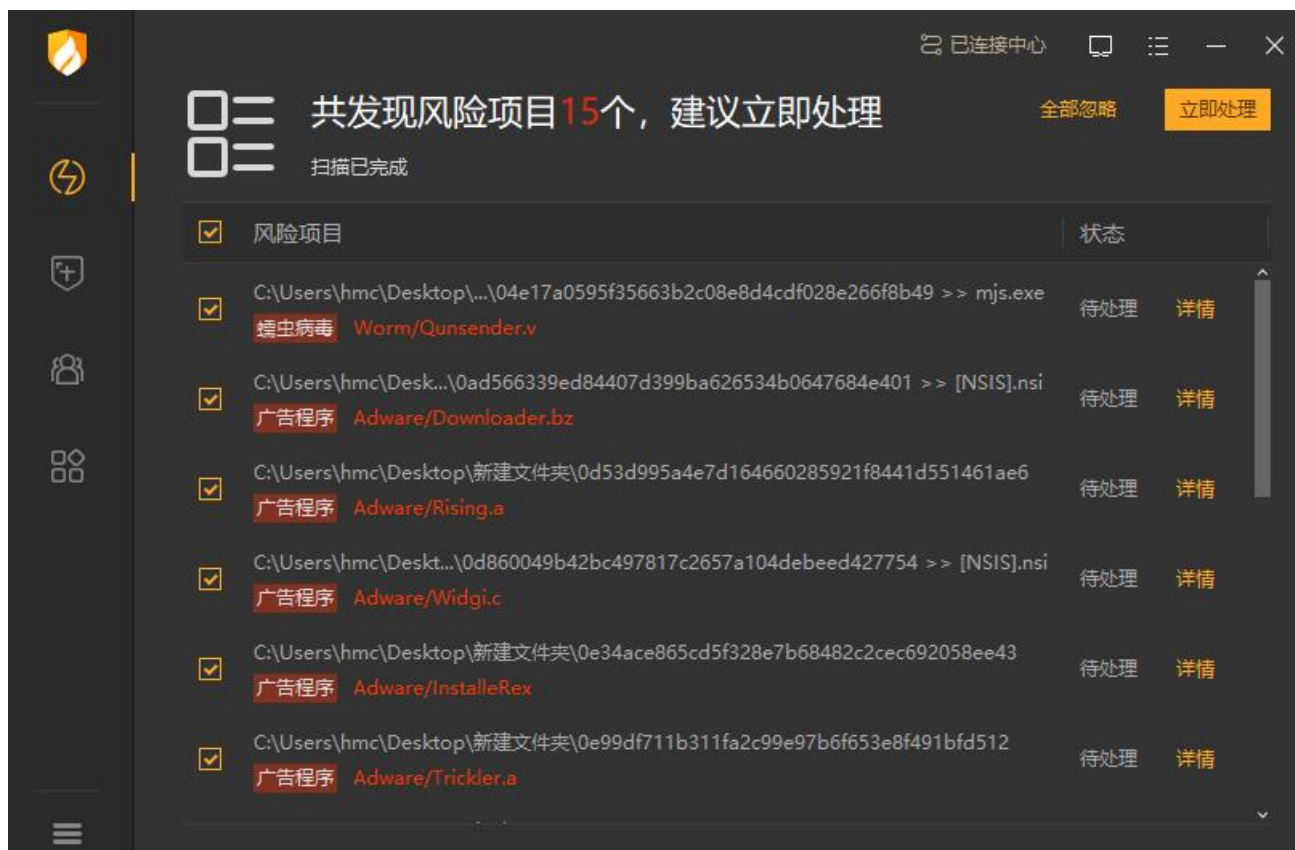 已连接中心
共发现风险项目15个，建议立即处理
全部忽略
立即处理
扫描已完成
风险项目 状态
C:\Users\hmc\Desktop\...\04e17a0595f35663b2c08e8d4cdf028e266f8b49 >> mjs.exe
待处理 详情
蠕虫病毒 Worm/Qunsender.v
C:\Users\hmc\Desk...\0ad566339ed84407d399ba626534b0647684e401 >> [NSIS].nsi
待处理 详情
广告程序 Adware/Downloader.bz
C:\Users\hmc\Desktop\新建文件夹\0d53d995a4e7d164660285921f8441d551461ae6
待处理 详情
广告程序 Adware/Rising.a
C:\Users\hmc\Deskt...\0d860049b42bc497817c2657a104debeed427754 >> [NSIS].nsi
待处理 详情
广告程序 Adware/Widgi.c
C:\Users\hmc\Desktop\新建文件夹\0e34ace865cd5f328e7b68482c2cec692058ee43
待处理 详情
广告程序 Adware/InstalleRex
C:\Users\hmc\Desktop\新建文件夹\0e99df711b311fa2c99e97b6f653e8f491bfd512
待处理 详情
广告程序 Adware/Trickler.a